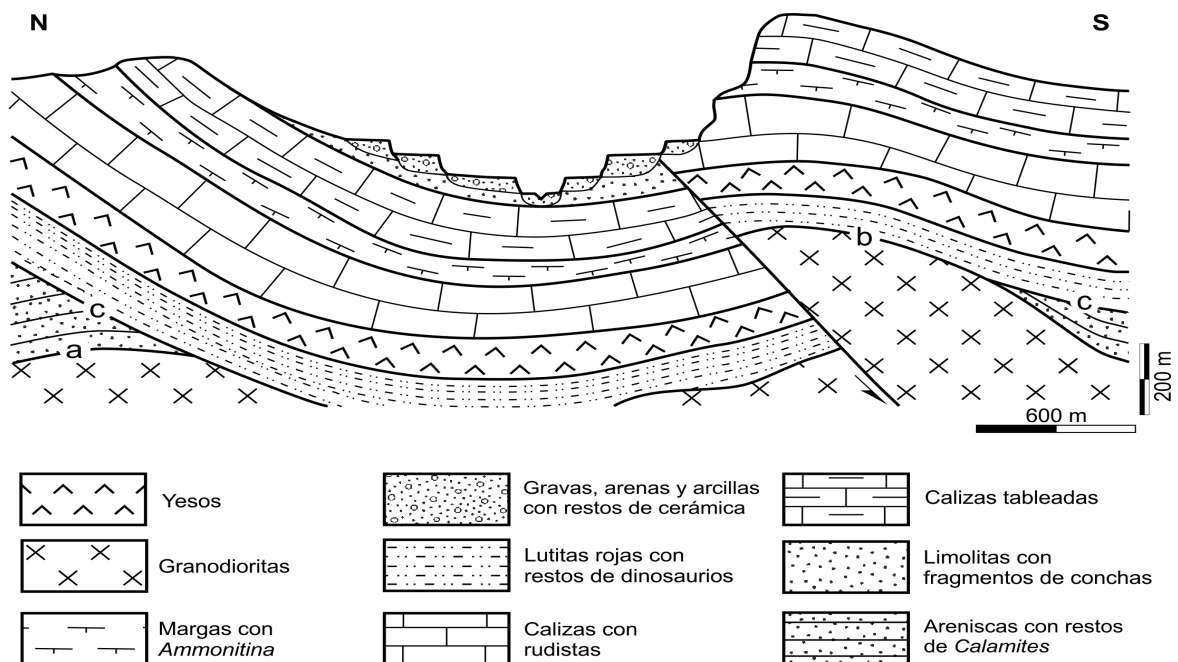 N
S
b
c
c
a
200 m
600 m
Yesos
Gravas, arenas y arcillas
con restos de cerámica
Calizas tableadas
Granodioritas
Lutitas rojas con
restos de dinosaurios
Limolitas con
fragmentos de conchas
Margas con
Ammonitina
Calizas con
rudistas
Areniscas con restos
de Calamites